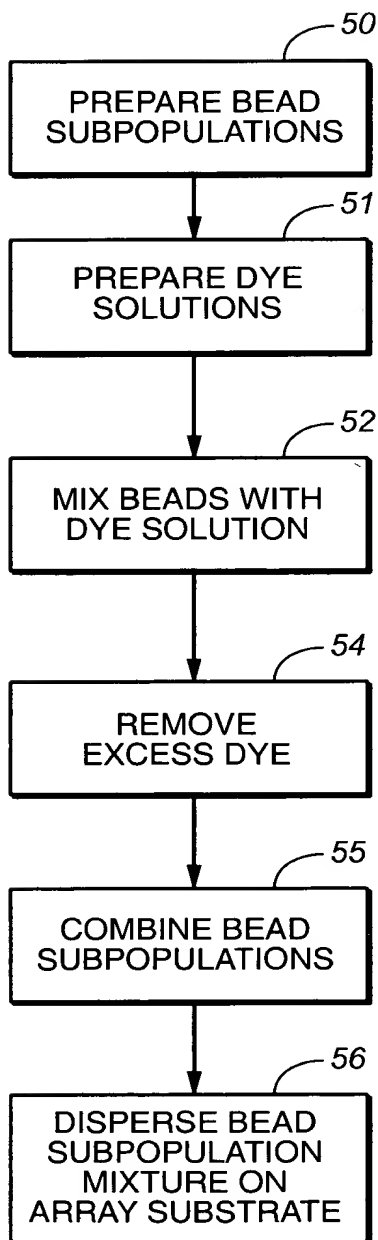 50
PREPARE BEAD
SUBPOPULATIONS
51
PREPARE DYE
SOLUTIONS
52
MIX BEADS WITH
DYE SOLUTION
54
REMOVE
EXCESS DYE
55
COMBINE BEAD
SUBPOPULATIONS
56
DISPERSE BEAD
SUBPOPULATION
MIXTURE ON
ARRAY SUBSTRATE